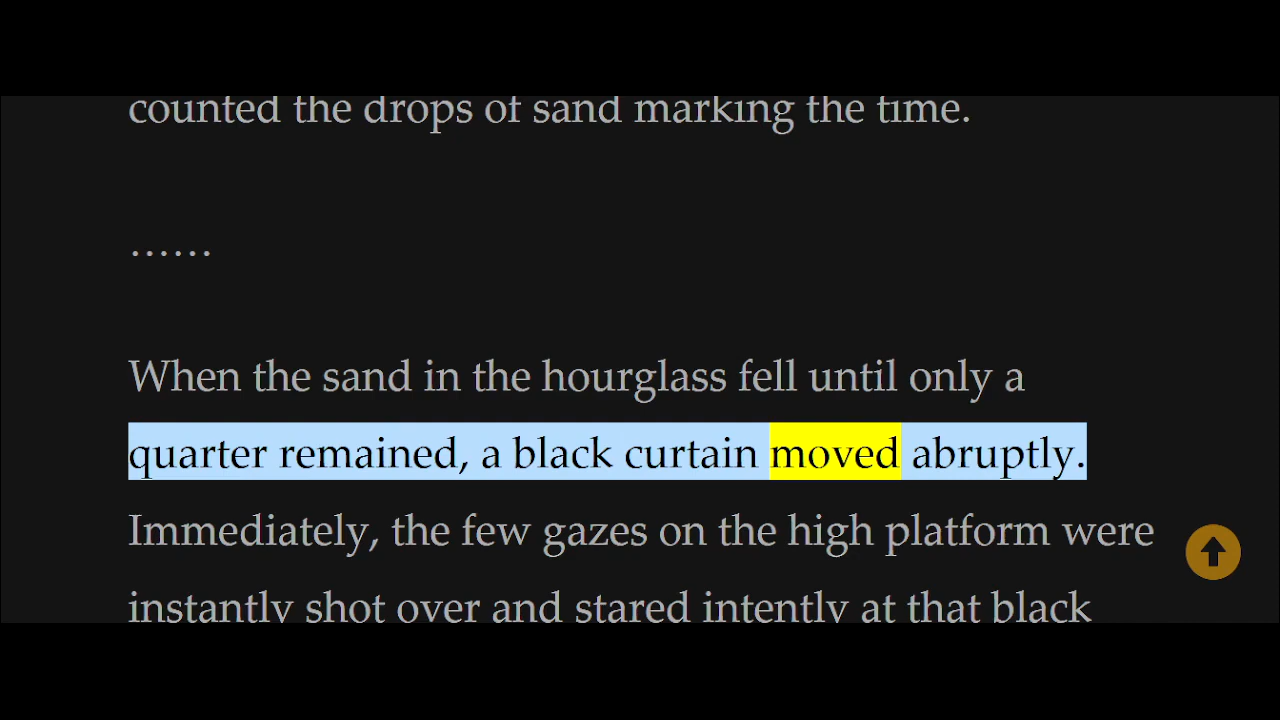 counted the drops of sand marking the time.
……
When the sand in the hourglass fell until only a
quarter remained, a black curtain moved abruptly.
Immediately, the few gazes on the high platform were
instantly shot over and stared intently at that black